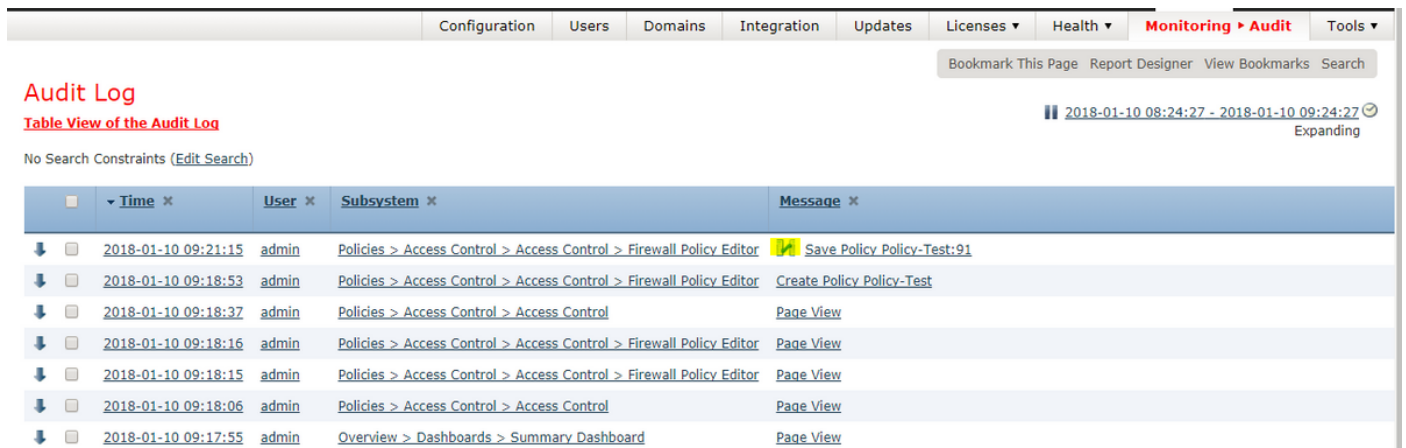 Configuration Users Domains Integration Updates Licenses ▾ Health ▾ Monitoring ▸ Audit Tools ▾
Bookmark This Page Report Designer View Bookmarks Search
Audit Log
2018-01-10 08:24:27 - 2018-01-10 09:24:27
Table View of the Audit Log
Expanding
No Search Constraints (Edit Search)
Time × User × Subsystem × Message ×
2018-01-10 09:21:15 admin Policies > Access Control > Access Control > Firewall Policy Editor Save Policy Policy-Test:91
2018-01-10 09:18:53 admin Policies > Access Control > Access Control > Firewall Policy Editor Create Policy Policy-Test
2018-01-10 09:18:37 admin Policies > Access Control > Access Control Page View
2018-01-10 09:18:16 admin Policies > Access Control > Access Control > Firewall Policy Editor Page View
2018-01-10 09:18:15 admin Policies > Access Control > Access Control > Firewall Policy Editor Page View
2018-01-10 09:18:06 admin Policies > Access Control > Access Control Page View
2018-01-10 09:17:55 admin Overview > Dashboards > Summary Dashboard Page View